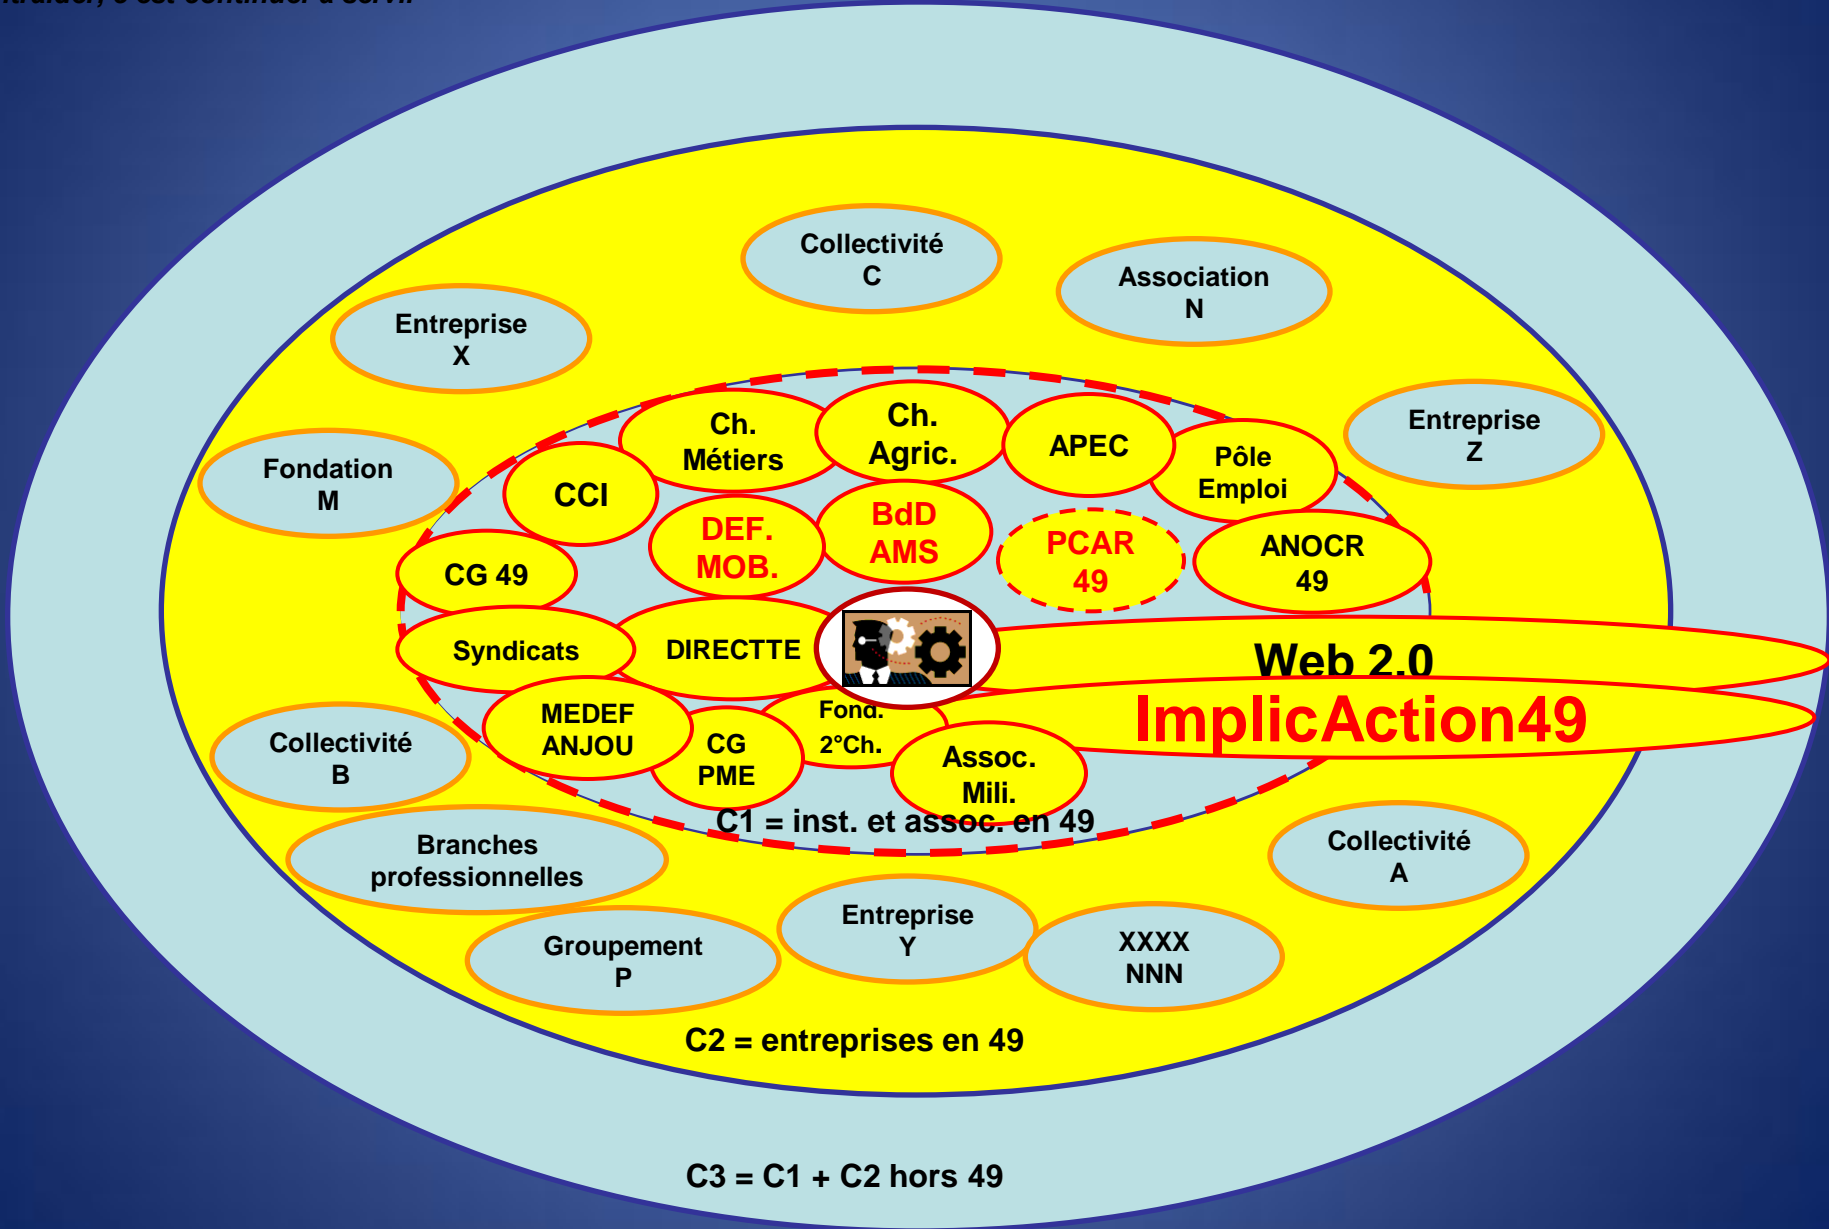 c'est continuer à servir
Collectivité
C
Association
N
Entreprise
X
Entreprise
Z
Fondation
M
Ch.
Métiers
Ch.
Agric.
APEC
Pôle
Emploi
CCI
DEF.
MOB.
BdD
AMS
PCAR
49
ANOCR
49
CG 49
Syndicats
DIRECTTE
Web 2.0
ImplicAction49
MEDEF
ANJOU
CG
PME
Fond.
2°Ch.
Assoc.
Mili.
C1 = inst. et assoc. en 49
Collectivité
B
Branches
professionnelles
Collectivité
A
Groupement
P
Entreprise
Y
XXXX
NNN
C2 = entreprises en 49
C3 = C1 + C2 hors 49